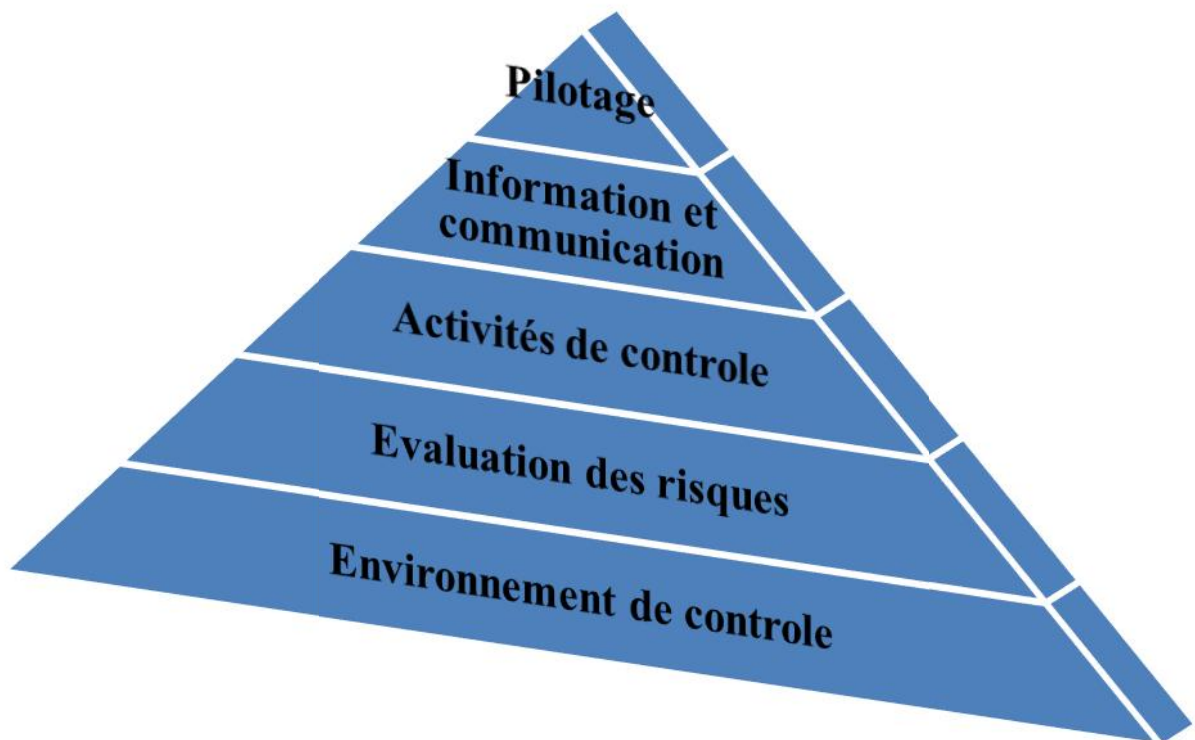 Pilotage
Information et
communication
Activités de controle
Evaluation des risques
Environnement de controle